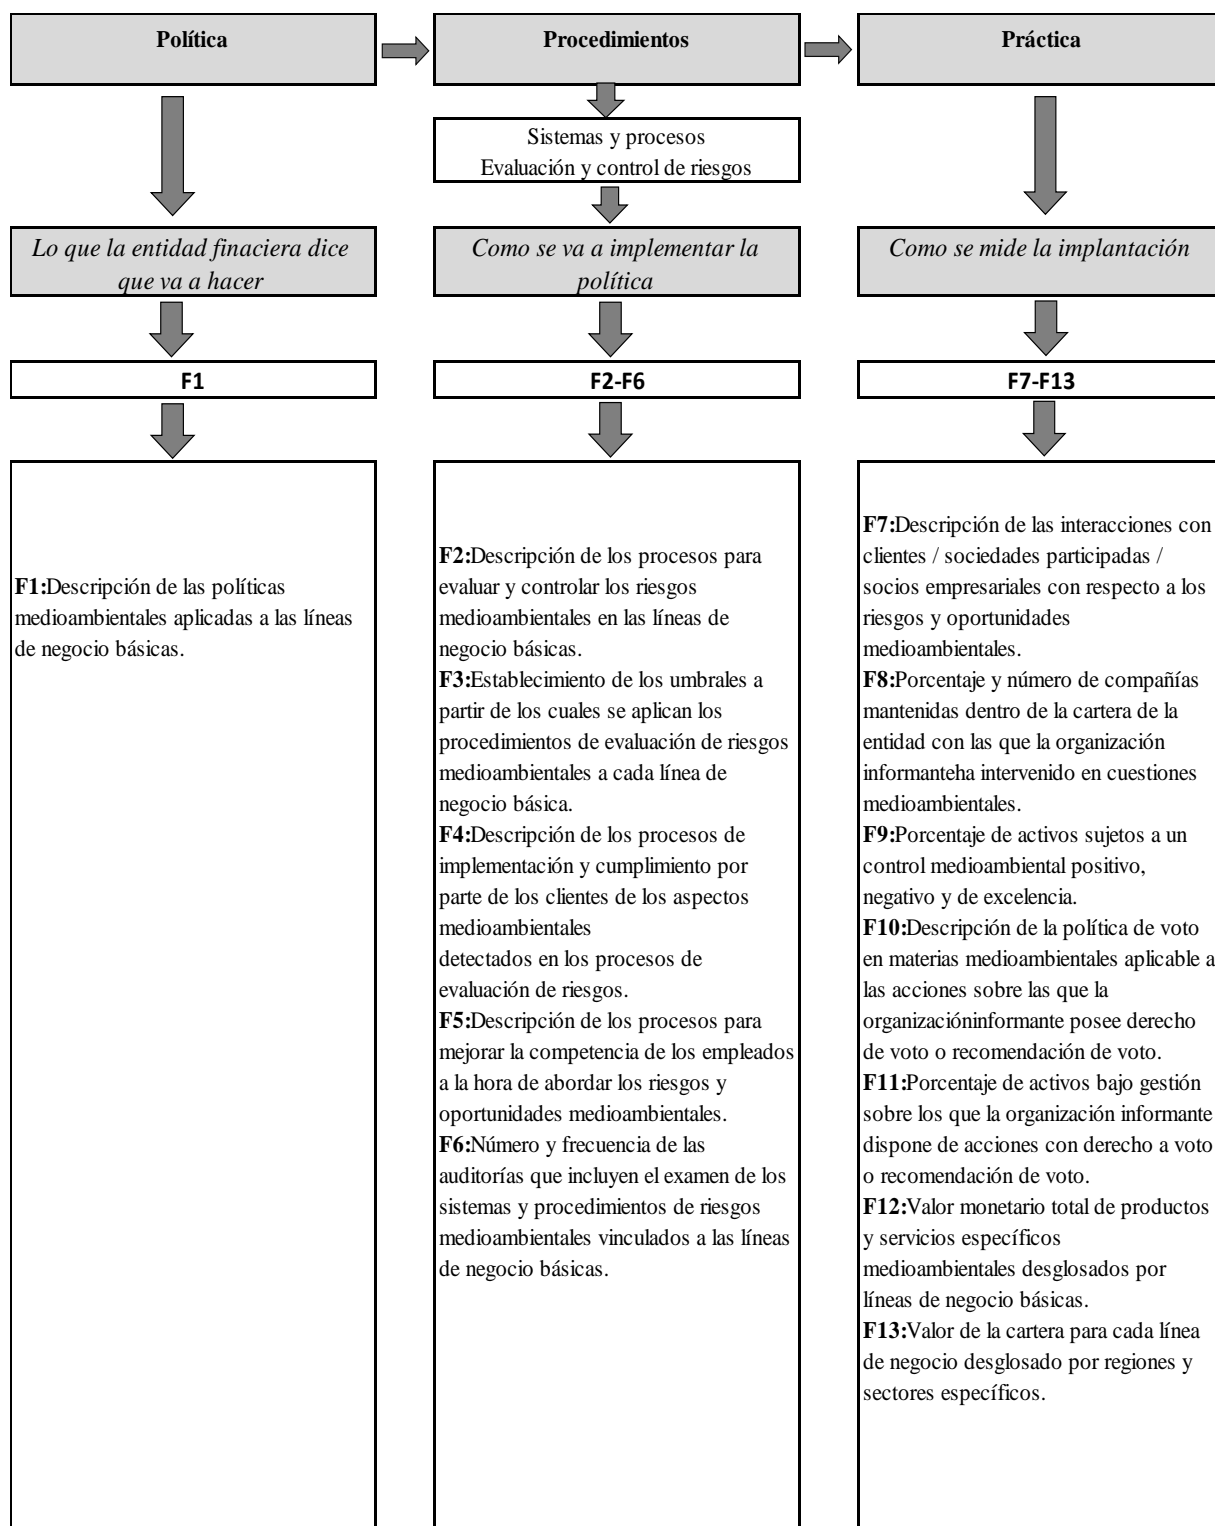 Política
Procedimientos
Práctica
Sistemas y procesos
Evaluación y control de riesgos
Lo que la entidad finaciera dice
que va a hacer
Como se va a implementar la
política
Como se mide la implantación
F1
F2-F6
F7-F13
F1:Descripción de las políticas
medioambientales aplicadas a las líneas
de negocio básicas.
F2:Descripción de los procesos para
evaluar y controlar los riesgos
medioambientales en las líneas de
negocio básicas.
F3:Establecimiento de los umbrales a
partir de los cuales se aplican los
procedimientos de evaluación de riesgos
medioambientales a cada línea de
negocio básica.
F4:Descripción de los procesos de
implementación y cumplimiento por
parte de los clientes de los aspectos
medioambientales
detectados en los procesos de
evaluación de riesgos.
F5:Descripción de los procesos para
mejorar la competencia de los empleados
a la hora de abordar los riesgos y
oportunidades medioambientales.
F6:Número y frecuencia de las
auditorías que incluyen el examen de los
sistemas y procedimientos de riesgos
medioambientales vinculados a las líneas
de negocio básicas.
F7:Descripción de las interacciones con
clientes / sociedades participadas /
socios empresariales con respecto a los
riesgos y oportunidades
medioambientales.
F8:Porcentaje y número de compañías
mantenidas dentro de la cartera de la
entidad con las que la organización
informanteha intervenido en cuestiones
medioambientales.
F9:Porcentaje de activos sujetos a un
control medioambiental positivo,
negativo y de excelencia.
F10:Descripción de la política de voto
en materias medioambientales aplicable a
las acciones sobre las que la
organizacióninformante posee derecho
de voto o recomendación de voto.
F11:Porcentaje de activos bajo gestión
sobre los que la organización informante
dispone de acciones con derecho a voto
o recomendación de voto.
F12:Valor monetario total de productos
y servicios específicos
medioambientales desglosados por
líneas de negocio básicas.
F13:Valor de la cartera para cada línea
de negocio desglosado por regiones y
sectores específicos.